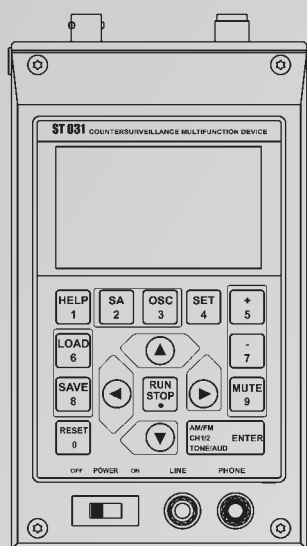 ST 031 COUNTERSURVEILLANCE MULTIFUNCTION DEVICE
HELP SA OSC SET +
1 2 3 4 5
LOAD -
6 7
SAVE RUN STOP MUTE
8 9
RESET AM/FM
0 CH1/2 ENTER
TONE/AUD
OFF POWER ON LINE PHONE